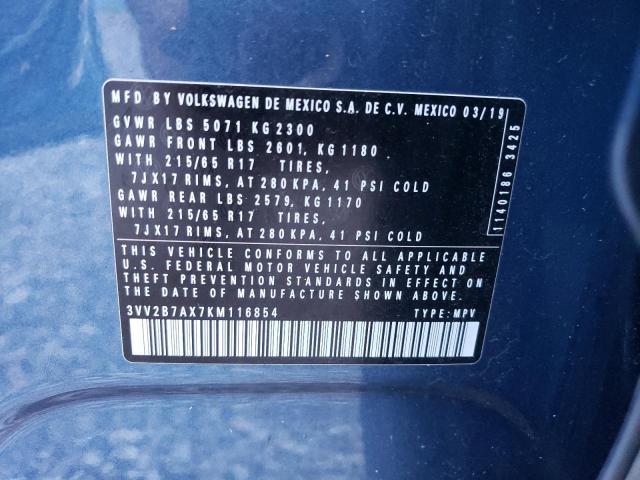 MFD BY VOLKSWAGEN DE MEXICO S.A. DE C.V. MEXICO 03/19
GVWR LBS 5071 KG 2300
GAWR FRONT LBS 2601, KG 1180
WITH 215/65 R17 TIRES,
7JX17 RIMS, AT 280 KPA, 41 PSI COLD
GAWR REAR LBS 2579, KG 1170
WITH 215/65 R17 TIRES,
7JX17 RIMS, AT 280 KPA, 41 PSI COLD
THIS VEHICLE CONFORMS TO ALL APPLICABLE
U.S. FEDERAL MOTOR VEHICLE SAFETY AND
THEFT PREVENTION STANDARDS IN EFFECT ON
THE DATE OF MANUFACTURE SHOWN ABOVE.
3VV2B7AX7KM116854 TYPE: MPV
1140186 3425